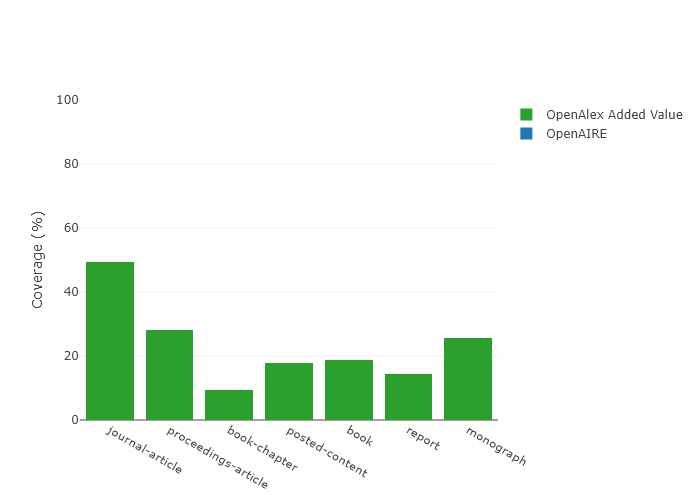 100
80
60
40
20
0
Coverage (%)
journal-article
proceedings-article
book-chapter
posted-content
book
report
monograph
OpenAlex Added Value
OpenAIRE